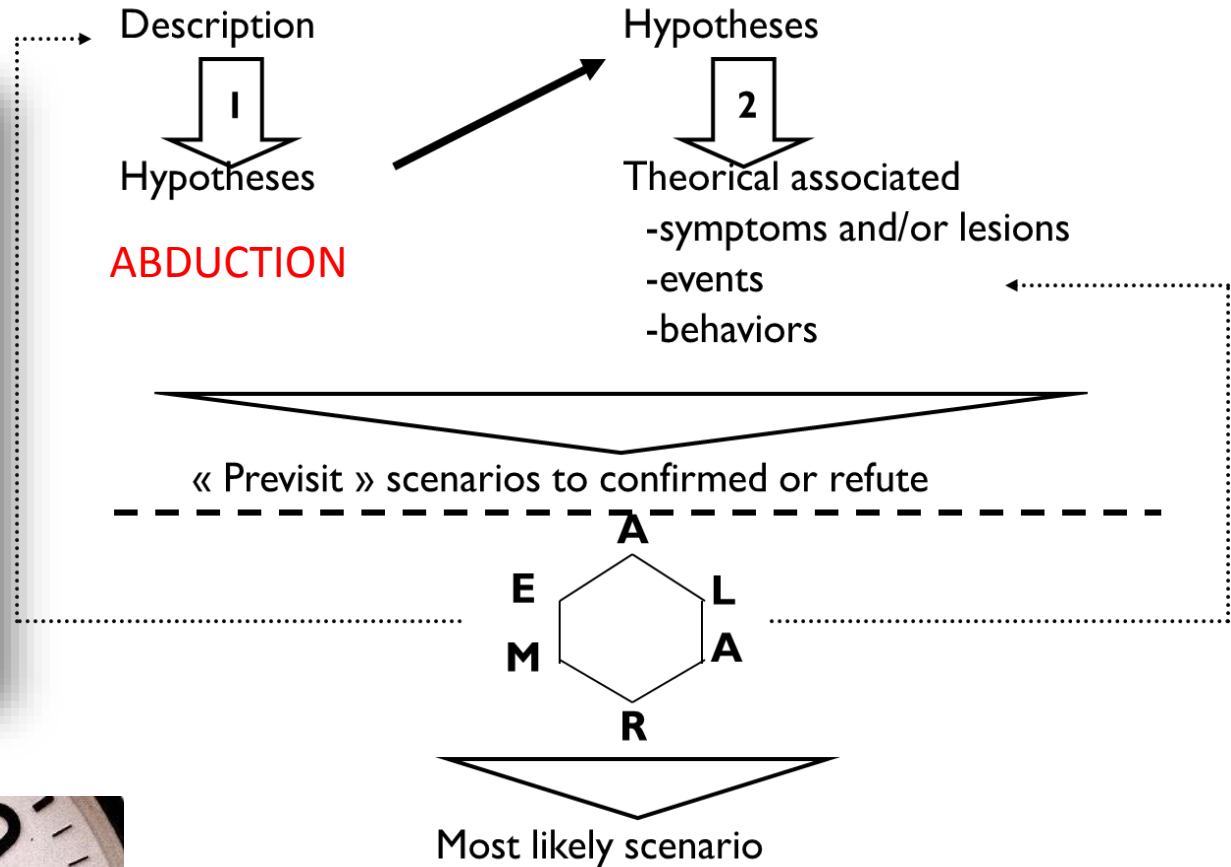 Description
1
Hypotheses
ABDUCTION
Hypotheses
2
Theorical associated
-symptoms and/or lesions
-events
-behaviors
« Previsit » scenarios to confirmed or refute
A
E
L
M
A
R
Most likely scenario